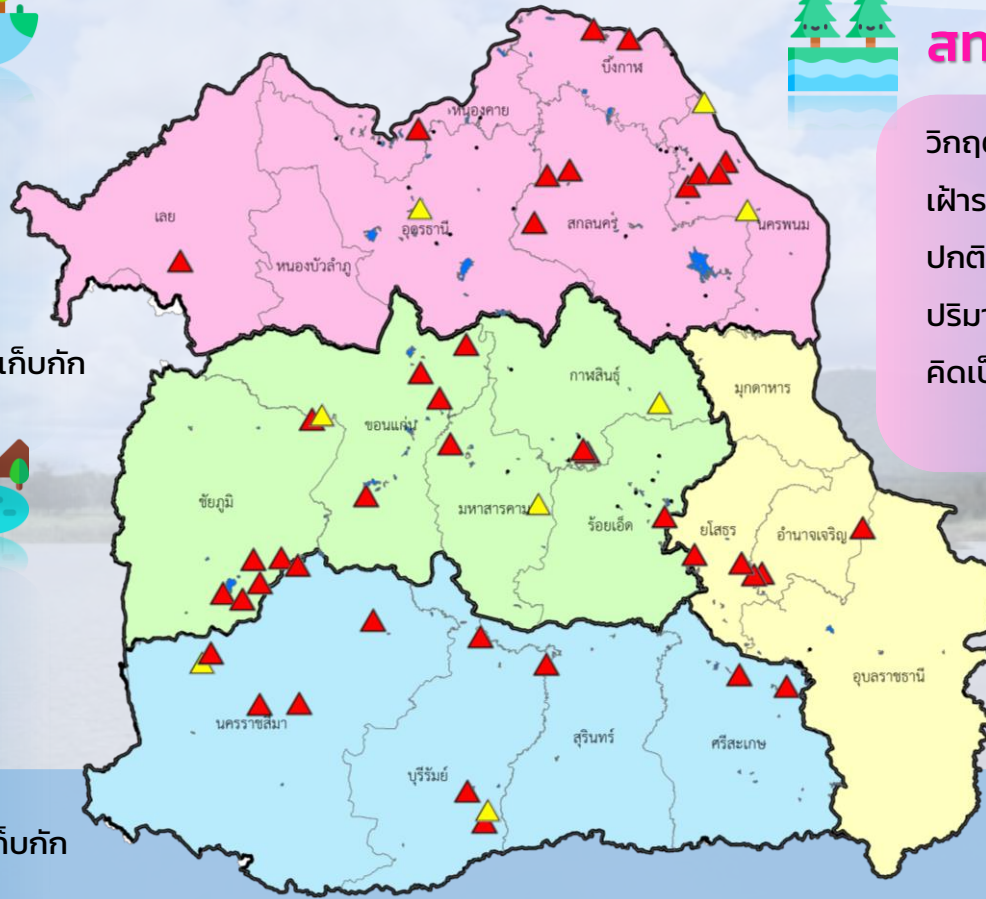 สท
วิกฤต
เฝ้าระ
ปกติ
ปริมา
คิดเป็
เก็บกัก
ก็บกัก
บึงกาฬ
หนองคาย
เลย
อุดรธานี
สกลนคร
นครพนม
หนองบัวลำภู
กาฬสินธุ์
มุกดาหาร
ขอนแก่น
ชัยภูมิ
มหาสารคาม
ร้อยเอ็ด
ยโสธร
อำนาจเจริญ
อุบลราชธานี
นครราชสีมา
บุรีรัมย์
สุรินทร์
ศรีสะเกษ